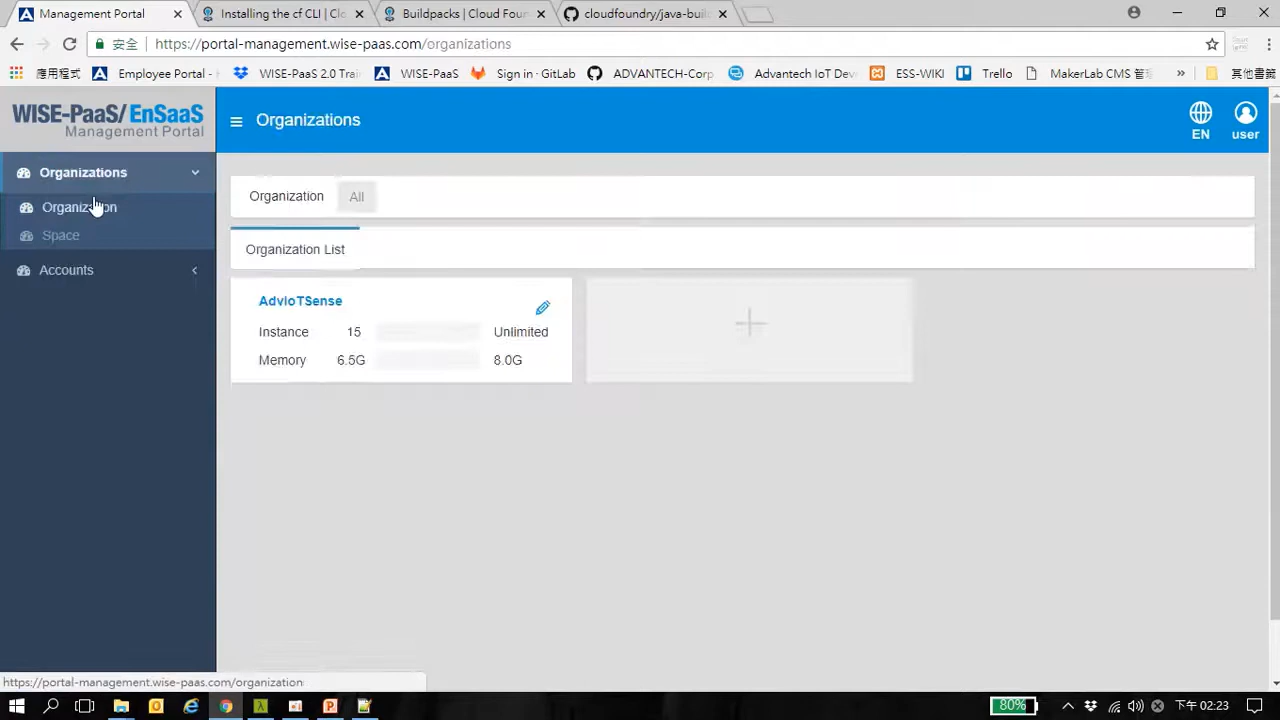 Management Portal
Installing the cf CLI | Clo
Buildpacks | Cloud Foun
cloudfoundry/java-buil
安全
https://portal-management.wise-paas.com/organizations
應用程式
Employee Portal -
WISE-PaaS 2.0 Trai
WISE-PaaS
Sign in · GitLab
ADVANTECH-Corp
Advantech IoT Dev
ESS-WIKI
Trello
MakerLab CMS 管
»
其他書籤
WISE-PaaS/EnSaaS
Management Portal
Organizations
EN
user
Organizations
Organization
Space
Accounts
Organization
All
Organization List
AdvIoTSense
Instance 15 Unlimited
Memory 6.5G 8.0G
https://portal-management.wise-paas.com/organization
80%
下午 02:23